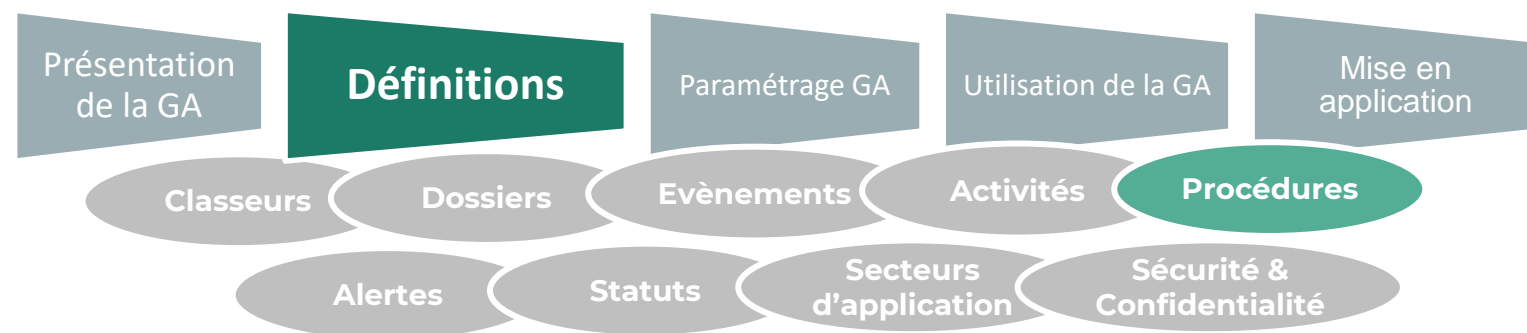 Présentation
de la GA
Définitions
Paramétrage GA
Utilisation de la GA
Mise en
application
Classeurs
Dossiers
Evènements
Activités
Procédures
Alertes
Statuts
Secteurs
d'application
Sécurité &
Confidentialité